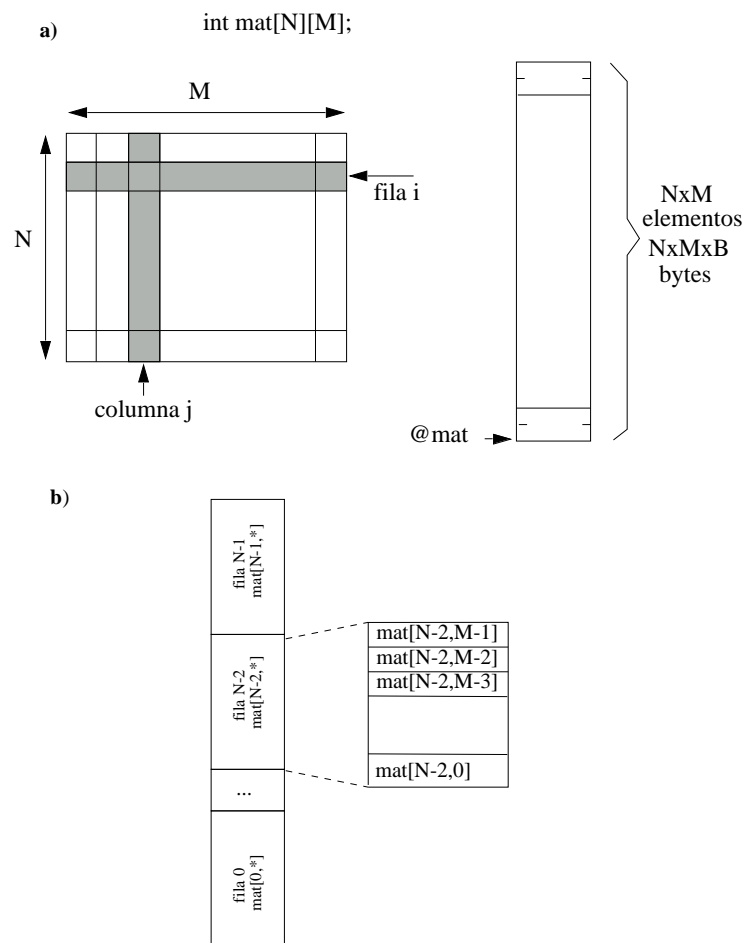 a)
int mat[N][M];
M
N
fila i
columna j
NxM
elementos
NxMxB
bytes
@mat
b)
fila N-1
mat[N-1,*]
fila N-2
mat[N-2,*]
...
fila 0
mat[0,*]
mat[N-2,M-1]
mat[N-2,M-2]
mat[N-2,M-3]
mat[N-2,0]